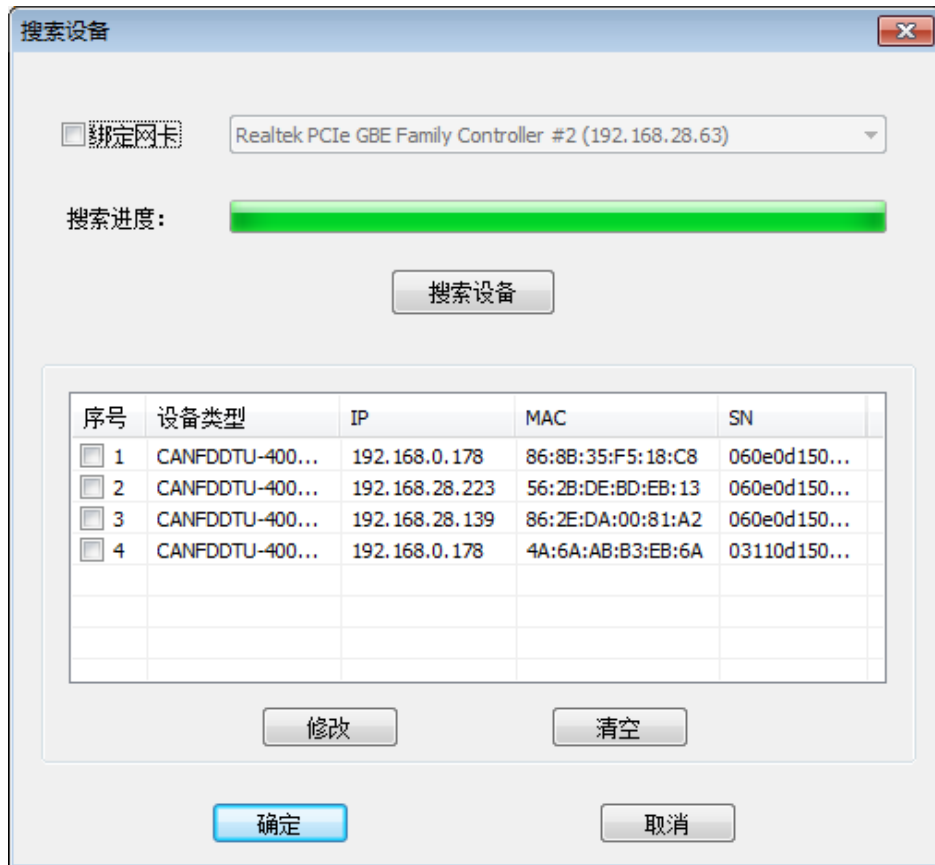 搜索设备
绑定网卡 Realtek PCIe GBE Family Controller #2 (192.168.28.63)
搜索进度:
搜索设备
序号 设备类型 IP MAC SN
1 CANFDDTU-400... 192.168.0.178 86:8B:35:F5:18:C8 060e0d150...
2 CANFDDTU-400... 192.168.28.223 56:2B:DE:BD:EB:13 060e0d150...
3 CANFDDTU-400... 192.168.28.139 86:2E:DA:00:81:A2 060e0d150...
4 CANFDDTU-400... 192.168.0.178 4A:6A:AB:B3:EB:6A 03110d150...
修改 清空
确定 取消